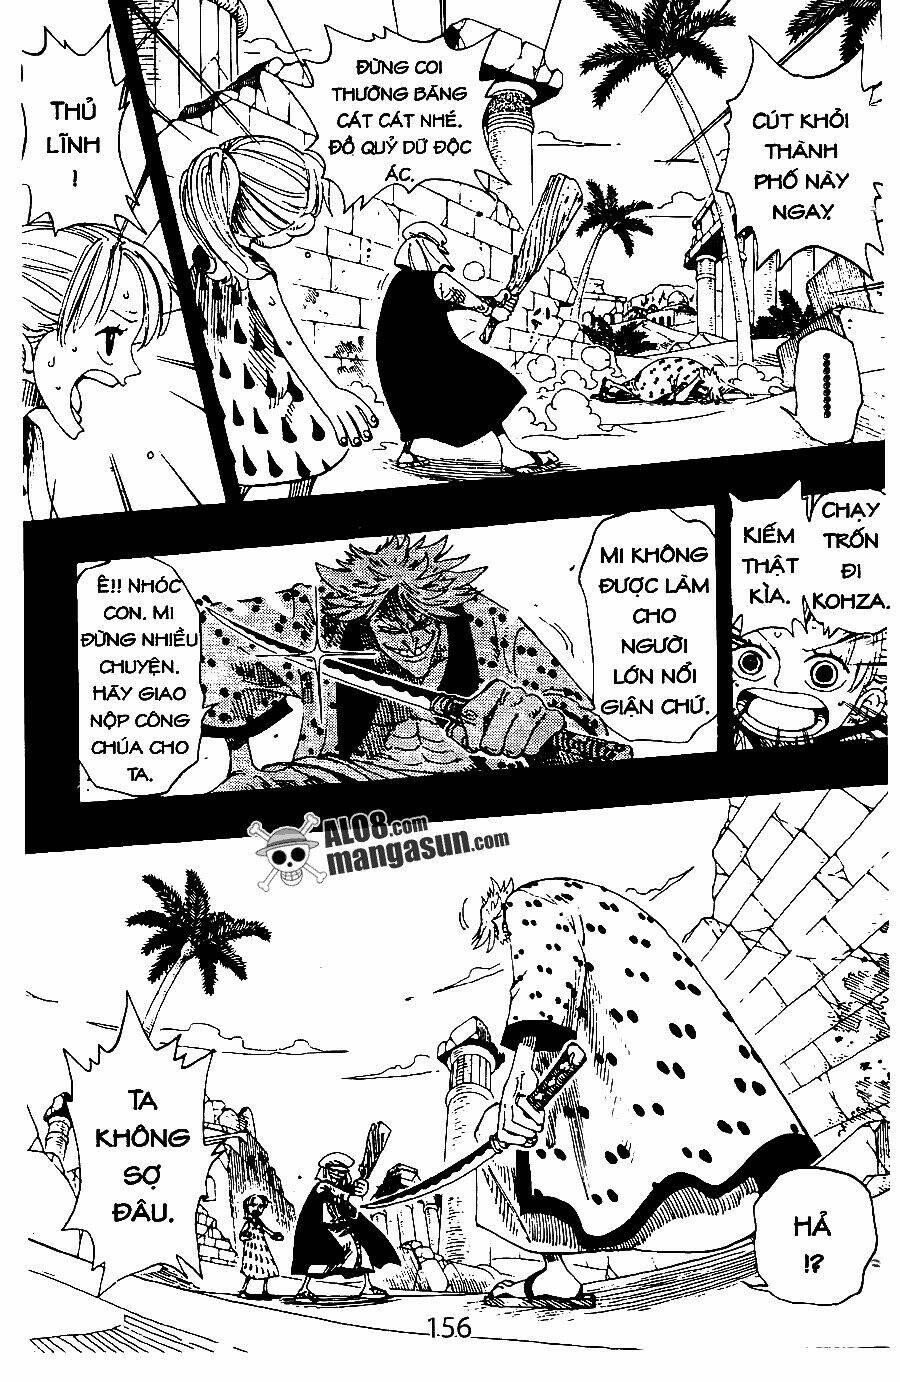 CÚT KHỎI
THÀNH
PHỐ NÀY
NGAY.
ĐỪNG COI
THƯỜNG BĂNG
CÁT CÁT NHÉ.
ĐỒ QUỶ DỮ ĐỘC
ÁC.
THỦ
LĨNH
!
.........
CHẠY
TRỐN
ĐI
KOHZA.
KIẾM
THẬT
KÌA.
MI KHÔNG
ĐƯỢC LÀM
CHO
NGƯỜI
LỚN NỔI
GIẬN CHỨ.
Ê!! NHÓC
CON. MI
ĐỪNG NHIỀU
CHUYỆN.
HÃY GIAO
NỘP CÔNG
CHÚA CHO
TA.
AL08.com
mangasun.com
TA
KHÔNG
SỢ
ĐÂU.
HẢ
!?
156